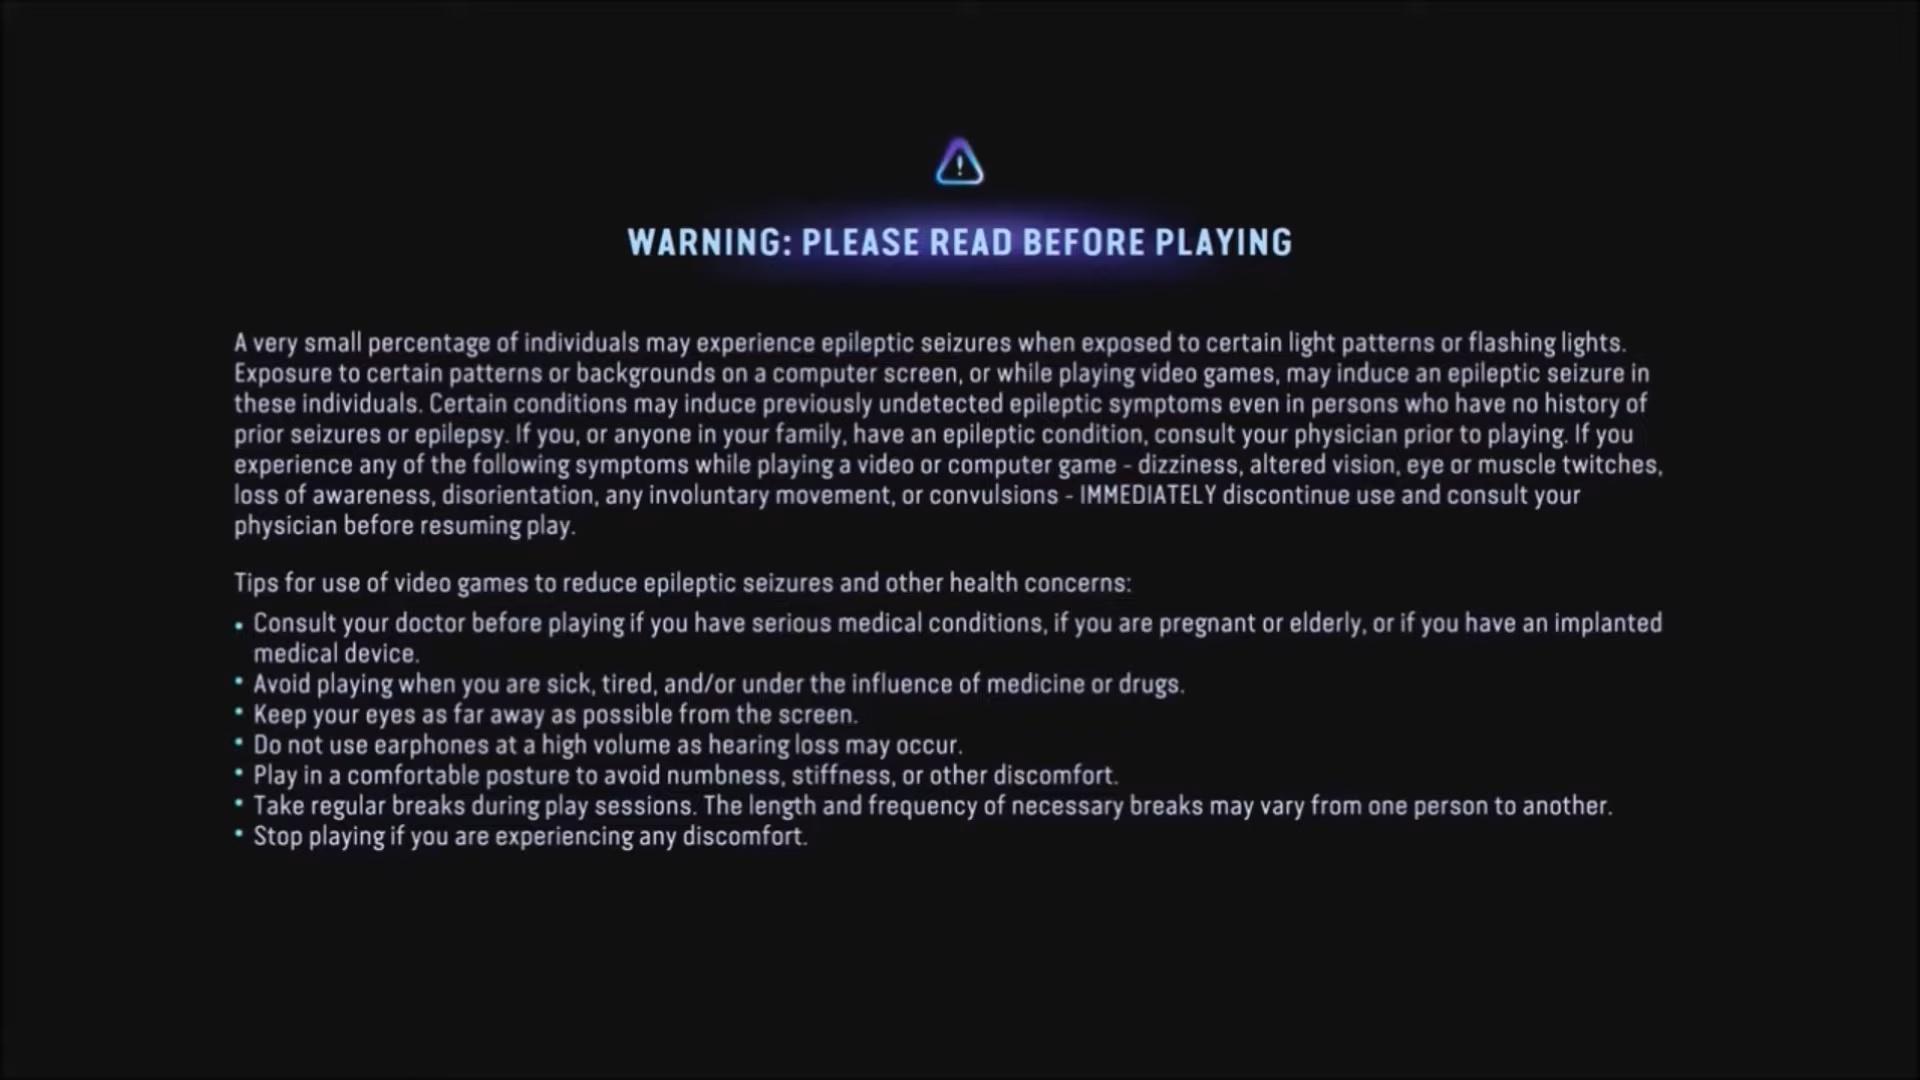 WARNING: PLEASE READ BEFORE PLAYING
A very small percentage of individuals may experience epileptic seizures when exposed to certain light patterns or flashing lights.
Exposure to certain patterns or backgrounds on a computer screen, or while playing video games, may induce an epileptic seizure in
these individuals. Certain conditions may induce previously undetected epileptic symptoms even in persons who have no history of
prior seizures or epilepsy. If you, or anyone in your family, have an epileptic condition, consult your physician prior to playing. If you
experience any of the following symptoms while playing a video or computer game - dizziness, altered vision, eye or muscle twitches,
loss of awareness, disorientation, any involuntary movement, or convulsions - IMMEDIATELY discontinue use and consult your
physician before resuming play.
Tips for use of video games to reduce epileptic seizures and other health concerns:
• Consult your doctor before playing if you have serious medical conditions, if you are pregnant or elderly, or if you have an implanted
medical device.
• Avoid playing when you are sick, tired, and/or under the influence of medicine or drugs.
• Keep your eyes as far away as possible from the screen.
• Do not use earphones at a high volume as hearing loss may occur.
• Play in a comfortable posture to avoid numbness, stiffness, or other discomfort.
• Take regular breaks during play sessions. The length and frequency of necessary breaks may vary from one person to another.
• Stop playing if you are experiencing any discomfort.